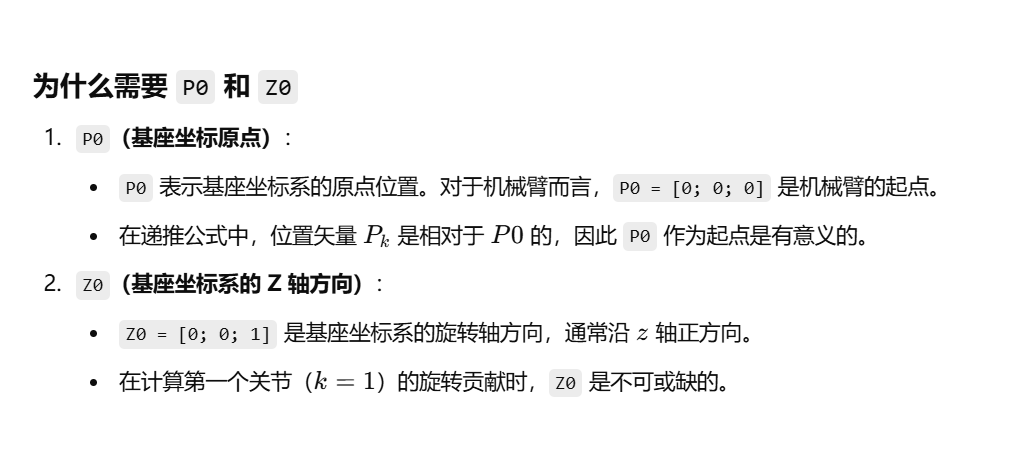 为什么需要 P0 和 Z0
1. P0（基座坐标原点）:
• P0 表示基座坐标系的原点位置。对于机械臂而言，P0 = [0; 0; 0] 是机械臂的起点。
• 在递推公式中，位置矢量 Pk 是相对于 P0 的，因此 P0 作为起点是有意义的。
2. Z0（基座坐标系的 Z 轴方向）:
• Z0 = [0; 0; 1] 是基座坐标系的旋转轴方向，通常沿 z 轴正方向。
• 在计算第一个关节（k = 1）的旋转贡献时，Z0 是不可或缺的。